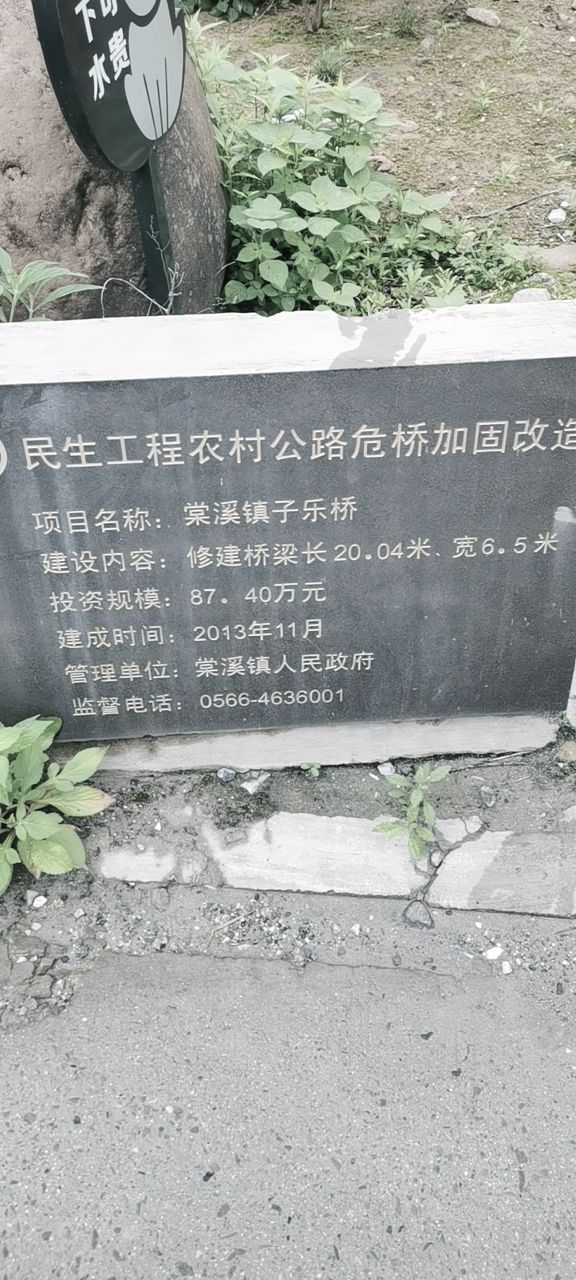 下
水贵
民生工程农村公路危桥加固改造
项目名称：棠溪镇子乐桥
建设内容：修建桥梁长20.04米、宽6.5米
投资规模：87。40万元
建成时间：2013年11月
管理单位：棠溪镇人民政府
监督电话：0566-4636001